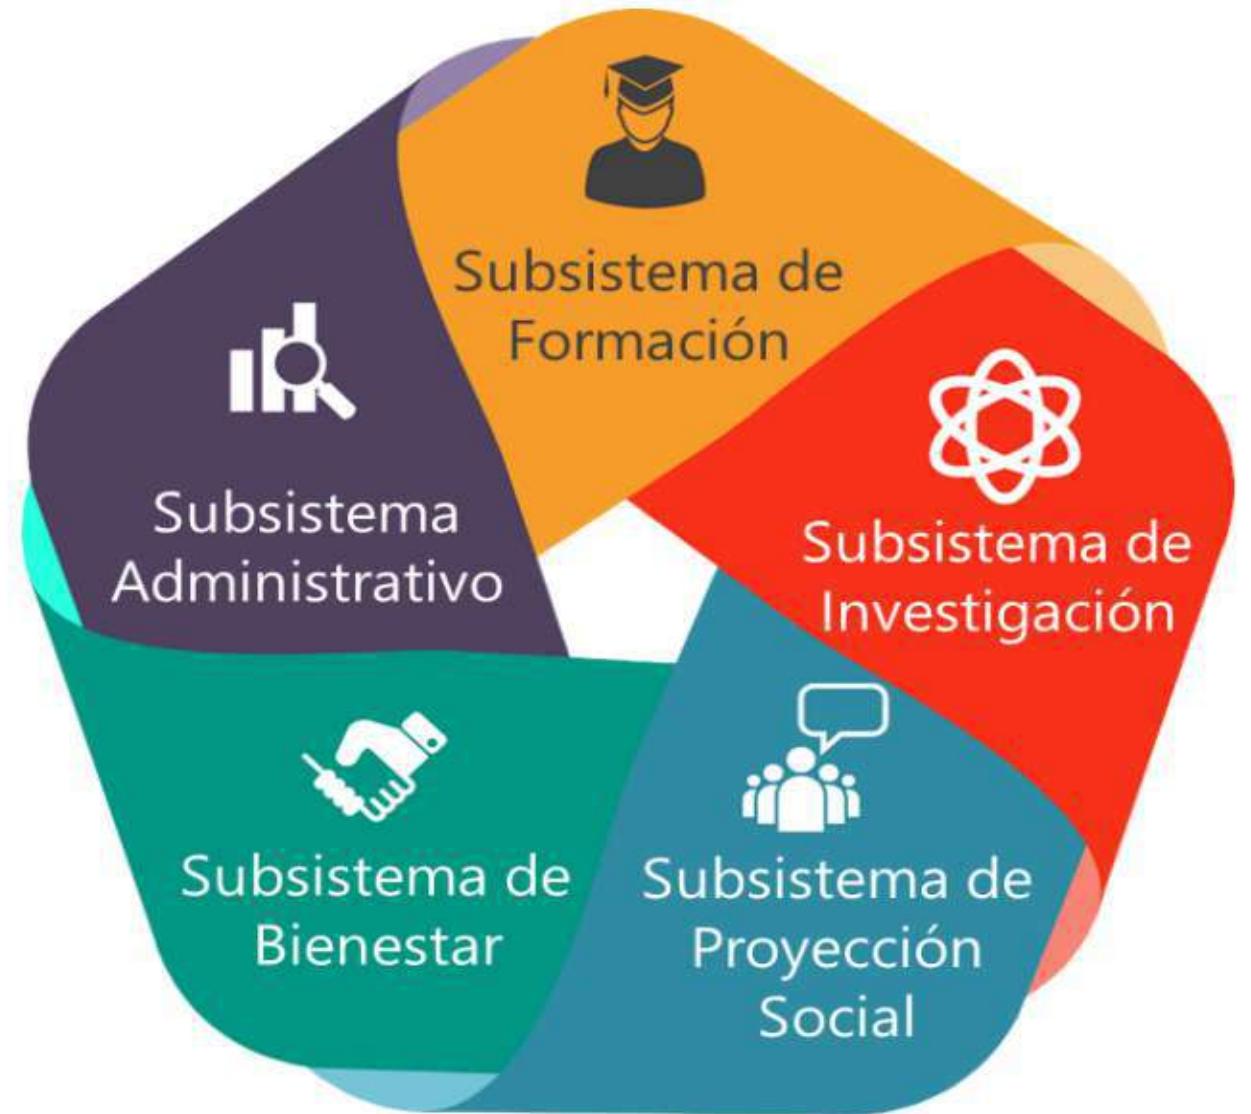 Subsistema de
Formación
Subsistema de
Investigación
Subsistema de
Proyección
Social
Subsistema de
Bienestar
Subsistema
Administrativo